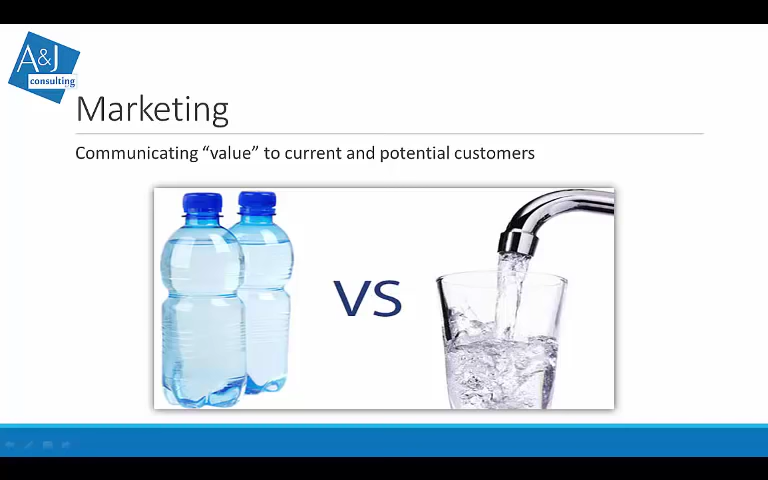 A&J
consulting
Marketing
Communicating “value” to current and potential customers
VS